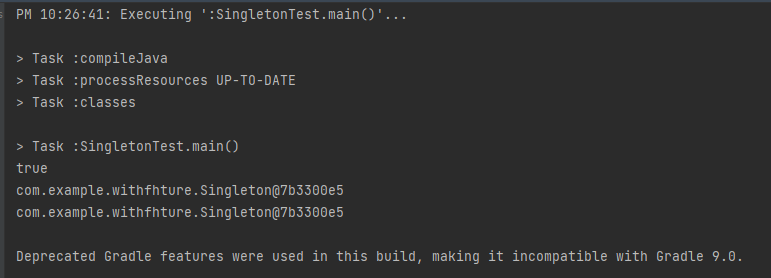 PM 10:26:41: Executing ':SingletonTest.main()'...
> Task :compileJava
> Task :processResources UP-TO-DATE
> Task :classes
> Task :SingletonTest.main()
true
com.example.withfhture.Singleton@7b3300e5
com.example.withfhture.Singleton@7b3300e5
Deprecated Gradle features were used in this build, making it incompatible with Gradle 9.0.